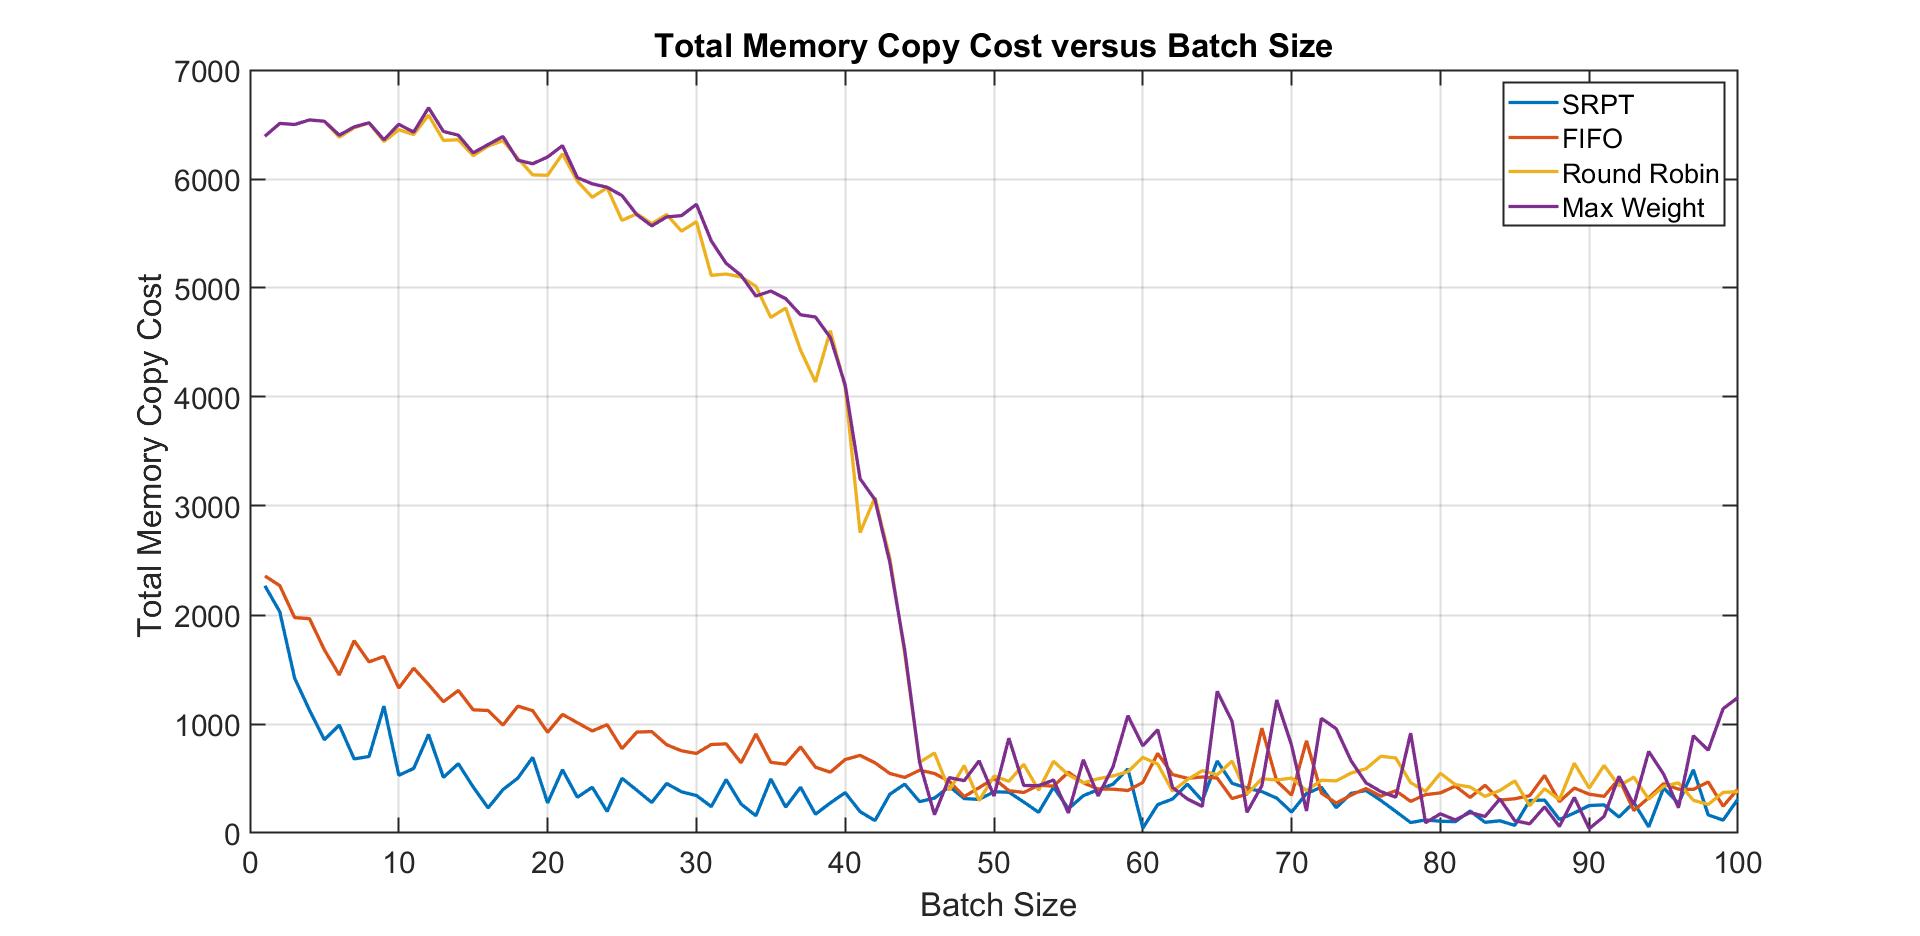 Total Memory Copy Cost versus Batch Size
7000
6000
5000
4000
3000
2000
1000
0
Total Memory Copy Cost
SRPT
FIFO
Round Robin
Max Weight
0 10 20 30 40 50 60 70 80 90 100
Batch Size